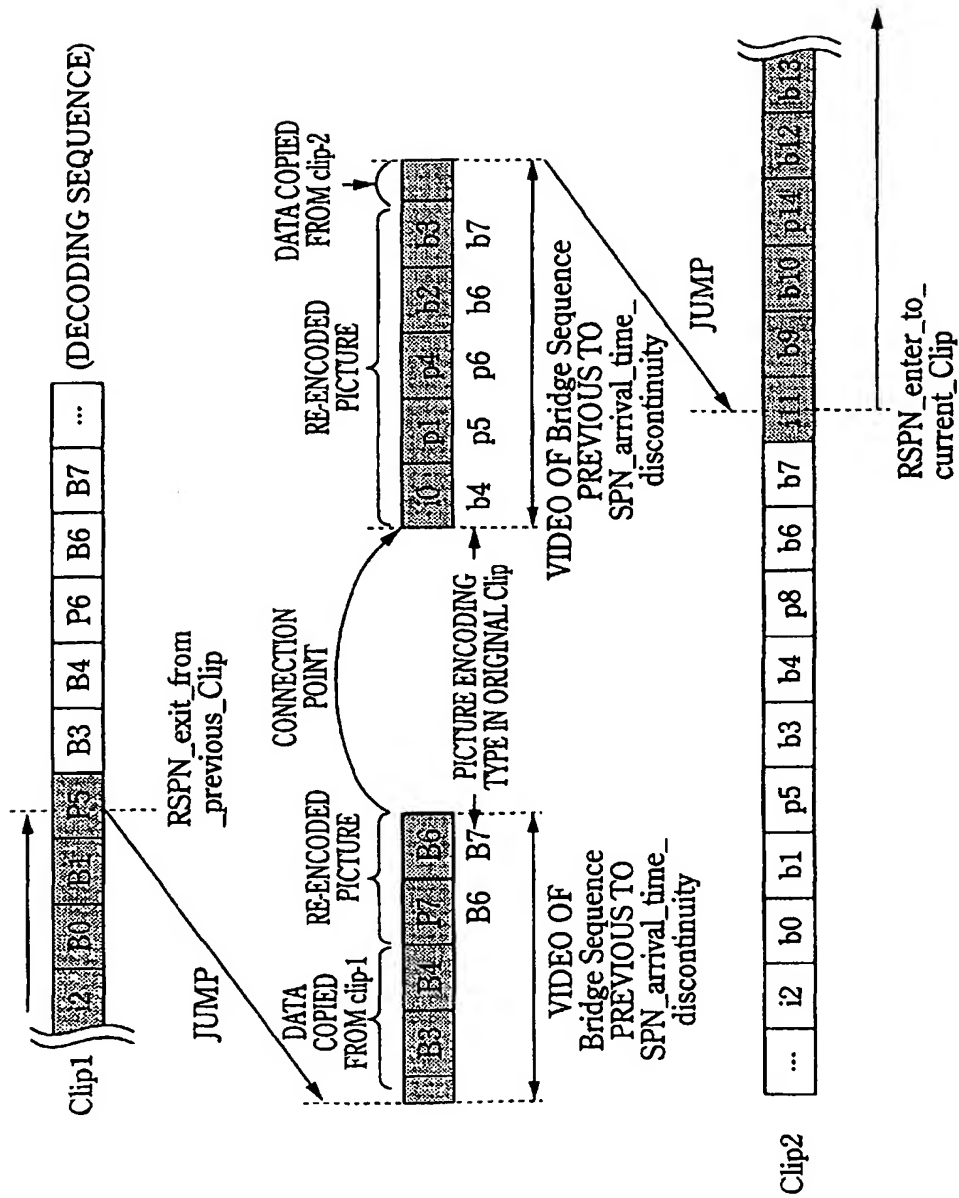 Clip1
i2 B0 B1 P5 B3 B4 P6 B6 B7 ... (DECODING SEQUENCE)
JUMP
RSPN_exit_from
_previous_Clip
DATA
COPIED
FROM clip-1
RE-ENCODED
PICTURE
CONNECTION
POINT
RE-ENCODED
PICTURE
DATA COPIED
FROM clip-2
B3 B4 P7 B6
B6 B7
PICTURE ENCODING
TYPE IN ORIGINAL Clip
i0 p1 p4 b2 b3
b4 p5 p6 b6 b7
VIDEO OF
Bridge Sequence
PREVIOUS TO
SPN_arrival_time_
discontinuity
VIDEO OF Bridge Sequence
PREVIOUS TO
SPN_arrival_time_
discontinuity
JUMP
Clip2
... i2 b0 b1 p5 b3 b4 p8 b6 b7 i11 b9 b10 p14 b12 b13
RSPN_enter_to_
current_Clip